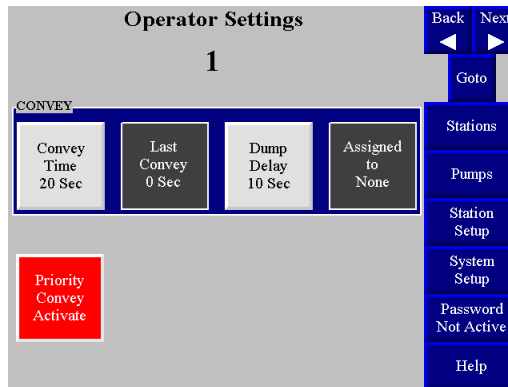 Operator Settings
1
Back
Goto
CONVEY
Convey
Time
20 Sec
Last
Convey
0 Sec
Dump
Delay
10 Sec
Assigned
to
None
Priority
Convey
Activate
Stations
Pumps
Station
Setup
System
Setup
Password
Not Active
Help